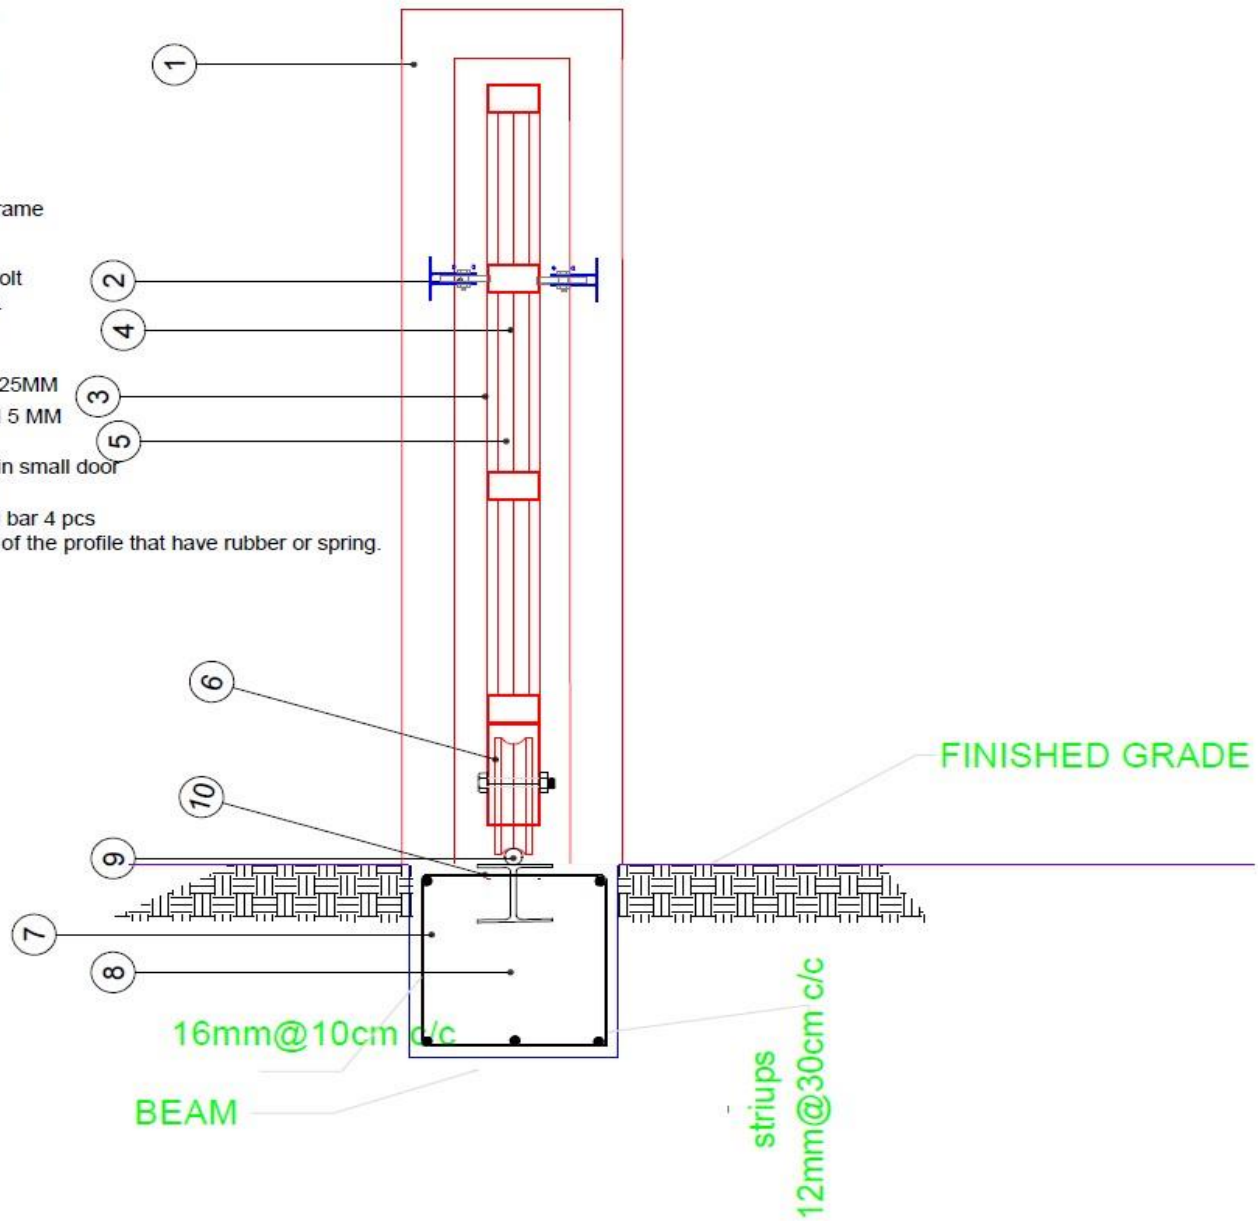 1
rame
olt
2
4
25MM
3
5 MM
5
in small door
bar 4 pcs
of the profile that have rubber or spring.
6
FINISHED GRADE
10
9
7
8
16mm@10cm c/c
BEAM
striups
12mm@30cm c/c